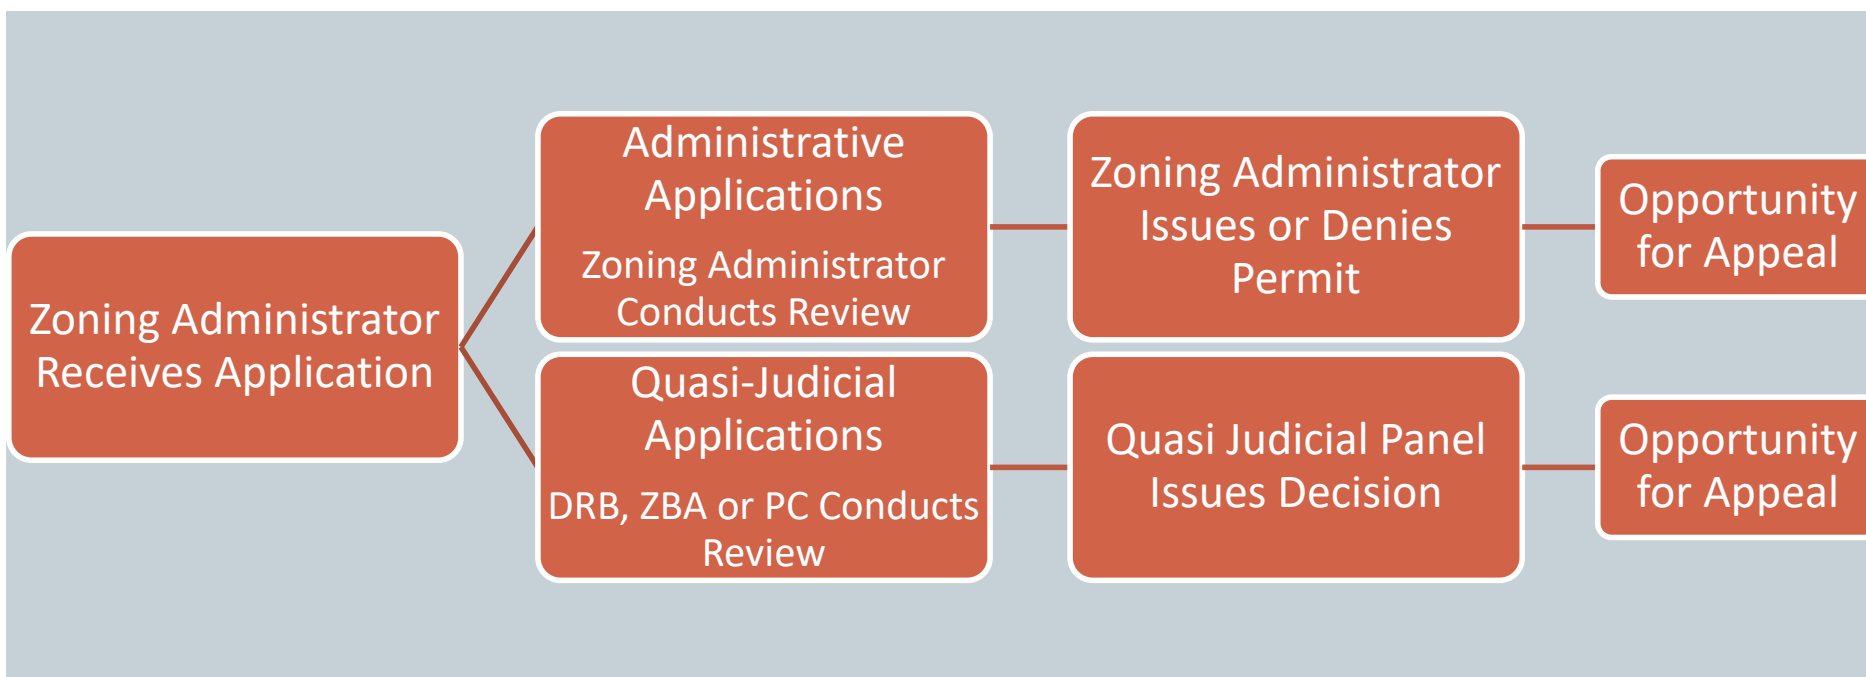 Zoning Administrator
Receives Application
Administrative
Applications
Zoning Administrator
Conducts Review
Zoning Administrator
Issues or Denies
Permit
Opportunity
for Appeal
Quasi-Judicial
Applications
DRB, ZBA or PC Conducts
Review
Quasi Judicial Panel
Issues Decision
Opportunity
for Appeal